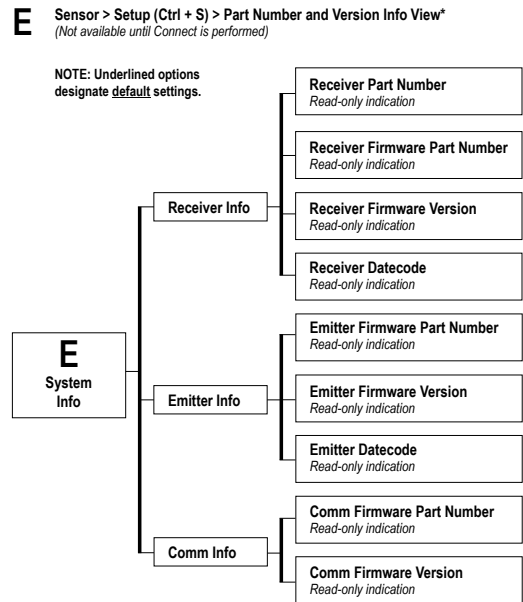 E
Sensor > Setup (Ctrl + S) > Part Number and Version Info View*
(Not available until Connect is performed)
NOTE: Underlined options
designate default settings.
E
System
Info
Receiver Info
Receiver Part Number
Read-only indication
Receiver Firmware Part Number
Read-only indication
Receiver Firmware Version
Read-only indication
Receiver Datecode
Read-only indication
Emitter Info
Emitter Firmware Part Number
Read-only indication
Emitter Firmware Version
Read-only indication
Emitter Datecode
Read-only indication
Comm Info
Comm Firmware Part Number
Read-only indication
Comm Firmware Version
Read-only indication